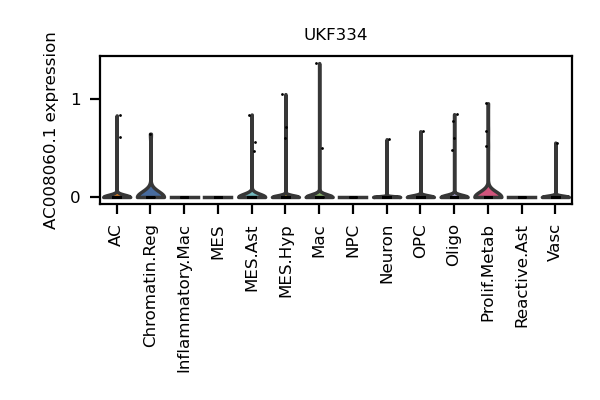 UKF334
AC008060.1 expression
1
0
AC
Chromatin.Reg
Inflammatory.Mac
MES
MES.Ast
MES.Hyp
Mac
NPC
Neuron
OPC
Oligo
Prolif.Metab
Reactive.Ast
Vasc